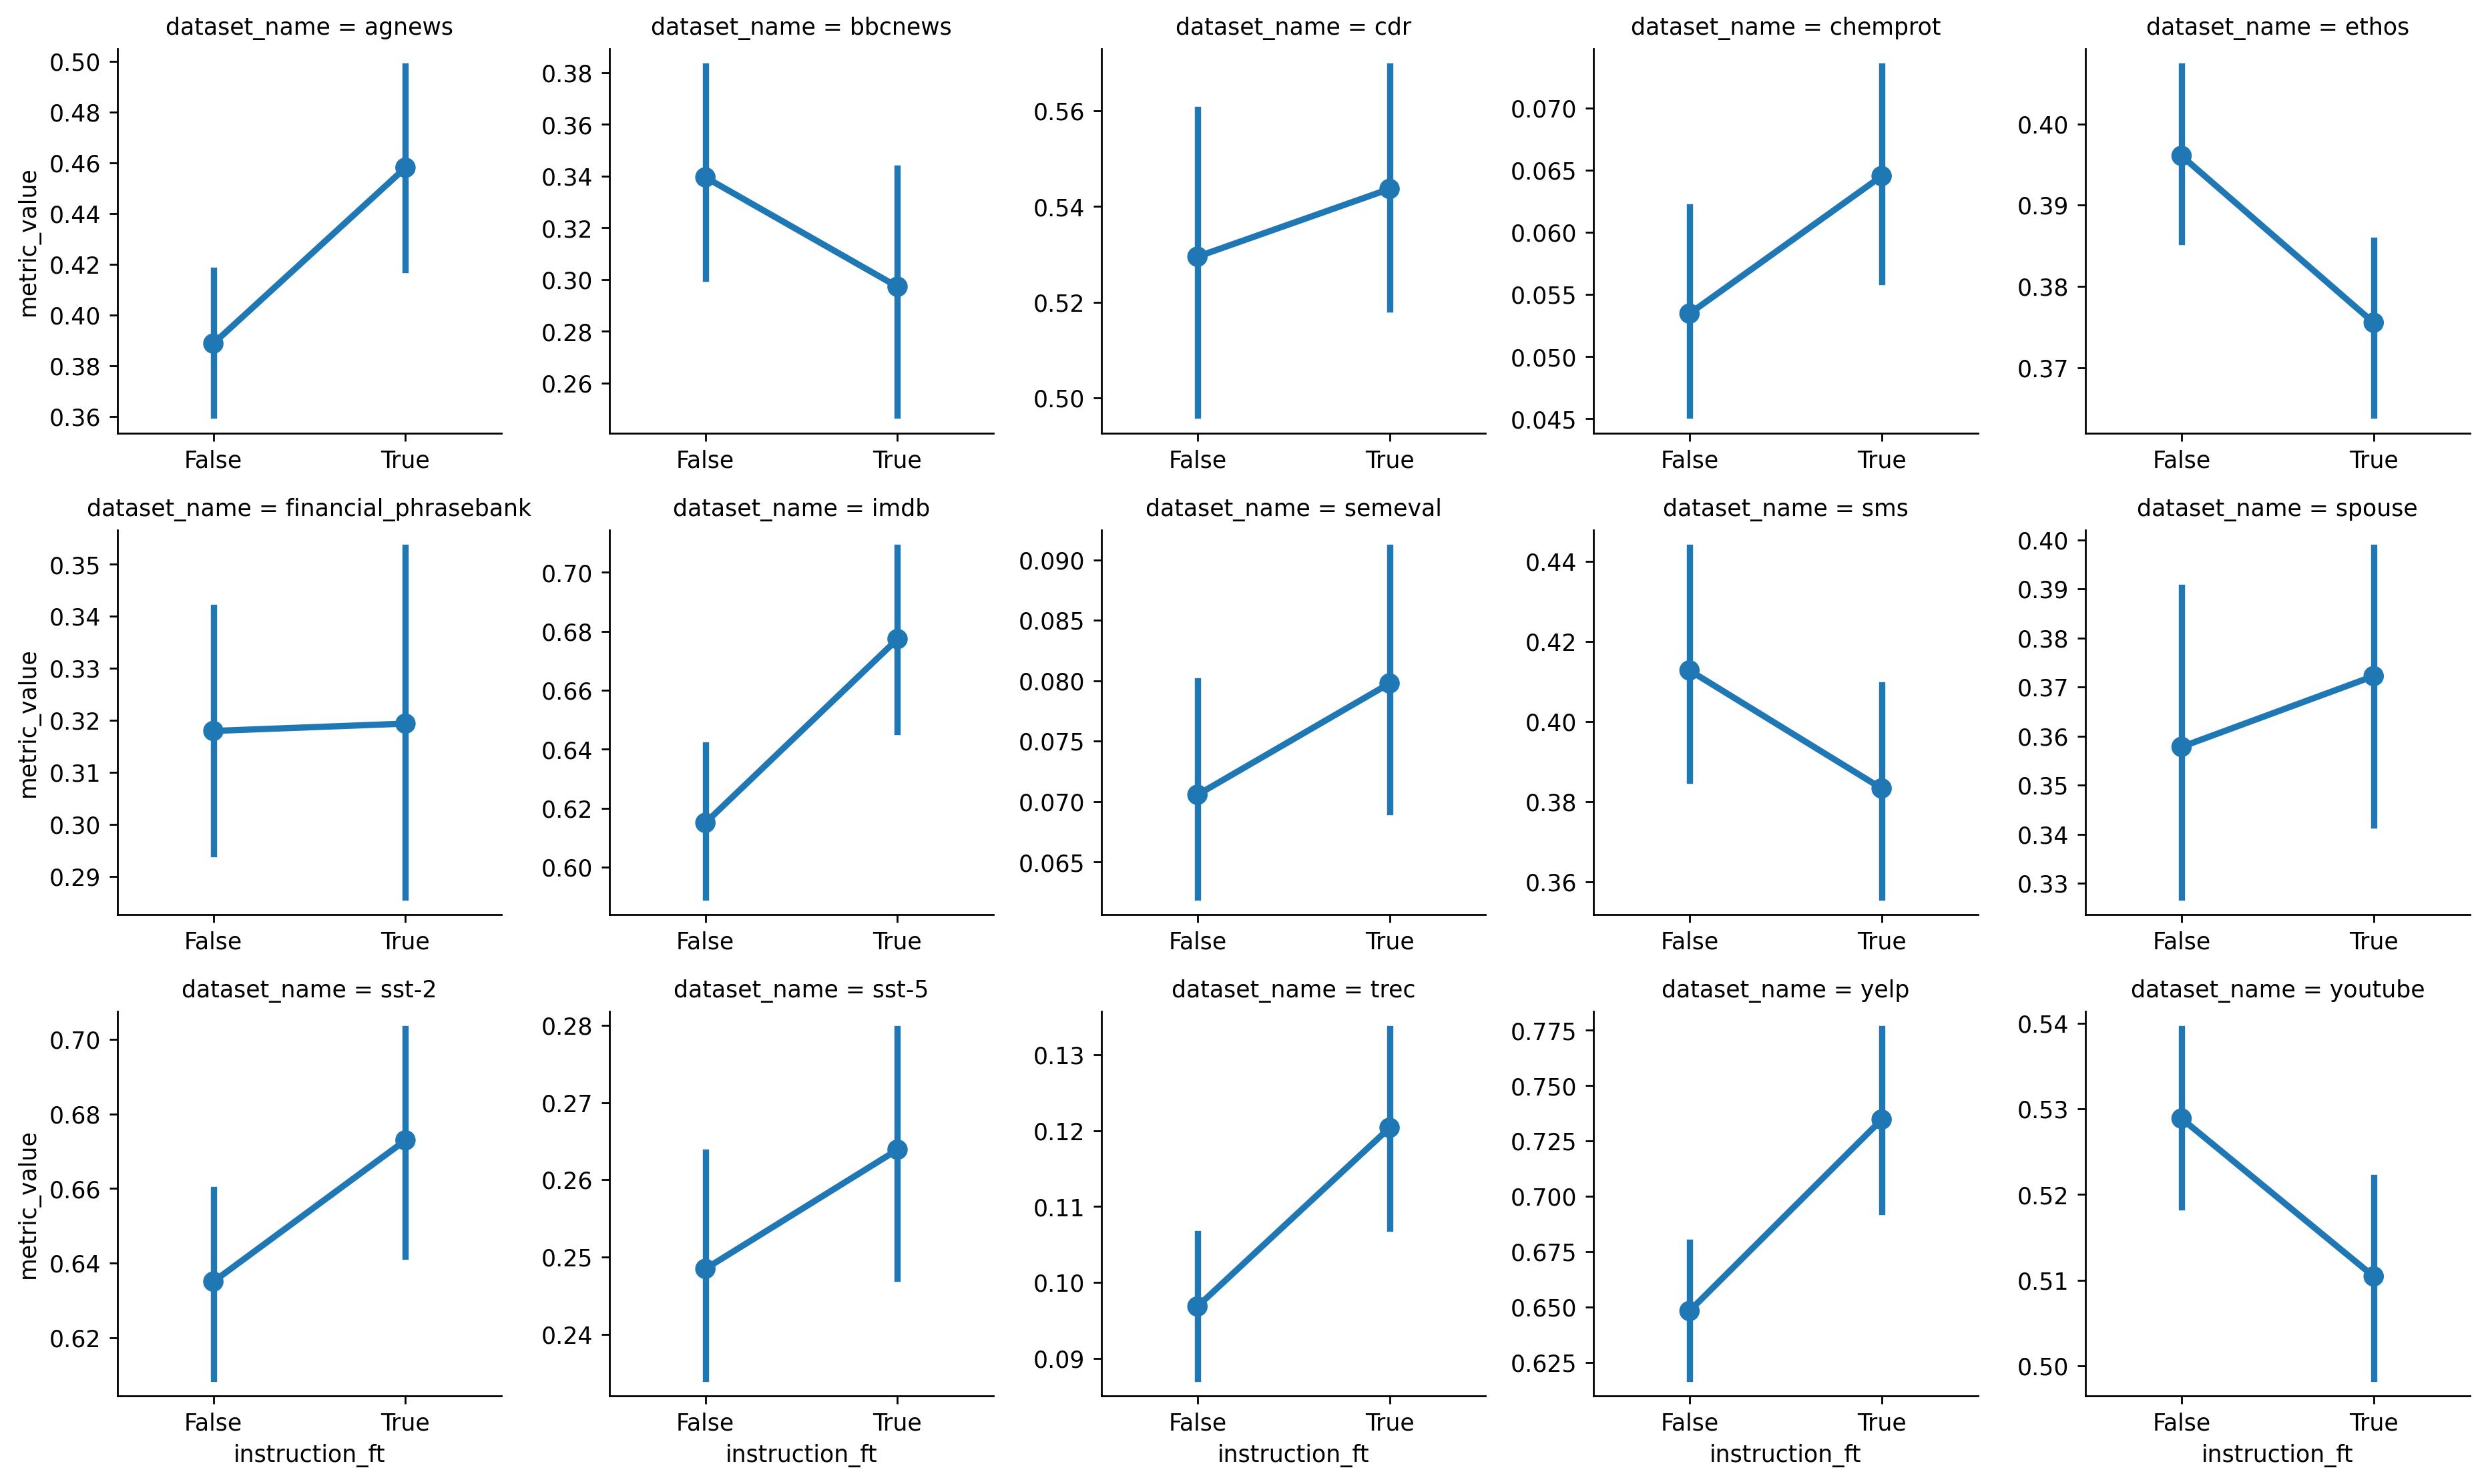 dataset_name = agnews
dataset_name = bbcnews
dataset_name = cdr
dataset_name = chemprot
dataset_name = ethos
metric_value
0.50
0.48
0.46
0.44
0.42
0.40
0.38
0.36
False
True
0.38
0.36
0.34
0.32
0.30
0.28
0.26
False
True
0.56
0.54
0.52
0.50
False
True
0.070
0.065
0.060
0.055
0.050
0.045
False
True
0.40
0.39
0.38
0.37
False
True
dataset_name = financial_phrasebank
dataset_name = imdb
dataset_name = semeval
dataset_name = sms
dataset_name = spouse
metric_value
0.35
0.34
0.33
0.32
0.31
0.30
0.29
False
True
0.70
0.68
0.66
0.64
0.62
0.60
False
True
0.090
0.085
0.080
0.075
0.070
0.065
False
True
0.44
0.42
0.40
0.38
0.36
False
True
0.40
0.39
0.38
0.37
0.36
0.35
0.34
0.33
False
True
dataset_name = sst-2
dataset_name = sst-5
dataset_name = trec
dataset_name = yelp
dataset_name = youtube
metric_value
0.70
0.68
0.66
0.64
0.62
False
True
instruction_ft
0.28
0.27
0.26
0.25
0.24
False
True
instruction_ft
0.13
0.12
0.11
0.10
0.09
False
True
instruction_ft
0.775
0.750
0.725
0.700
0.675
0.650
0.625
False
True
instruction_ft
0.54
0.53
0.52
0.51
0.50
False
True
instruction_ft